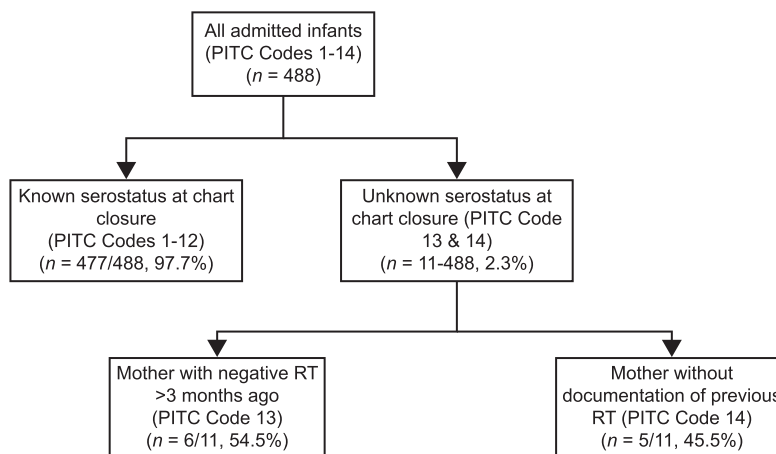 All admitted infants
(PITC Codes 1-14)
(n = 488)
Known serostatus at chart
closure
(PITC Codes 1-12)
(n = 477/488, 97.7%)
Unknown serostatus at
chart closure (PITC Code
13 & 14)
(n = 11-488, 2.3%)
Mother with negative RT
>3 months ago
(PITC Code 13)
(n = 6/11, 54.5%)
Mother without
documentation of previous
RT (PITC Code 14)
(n = 5/11, 45.5%)